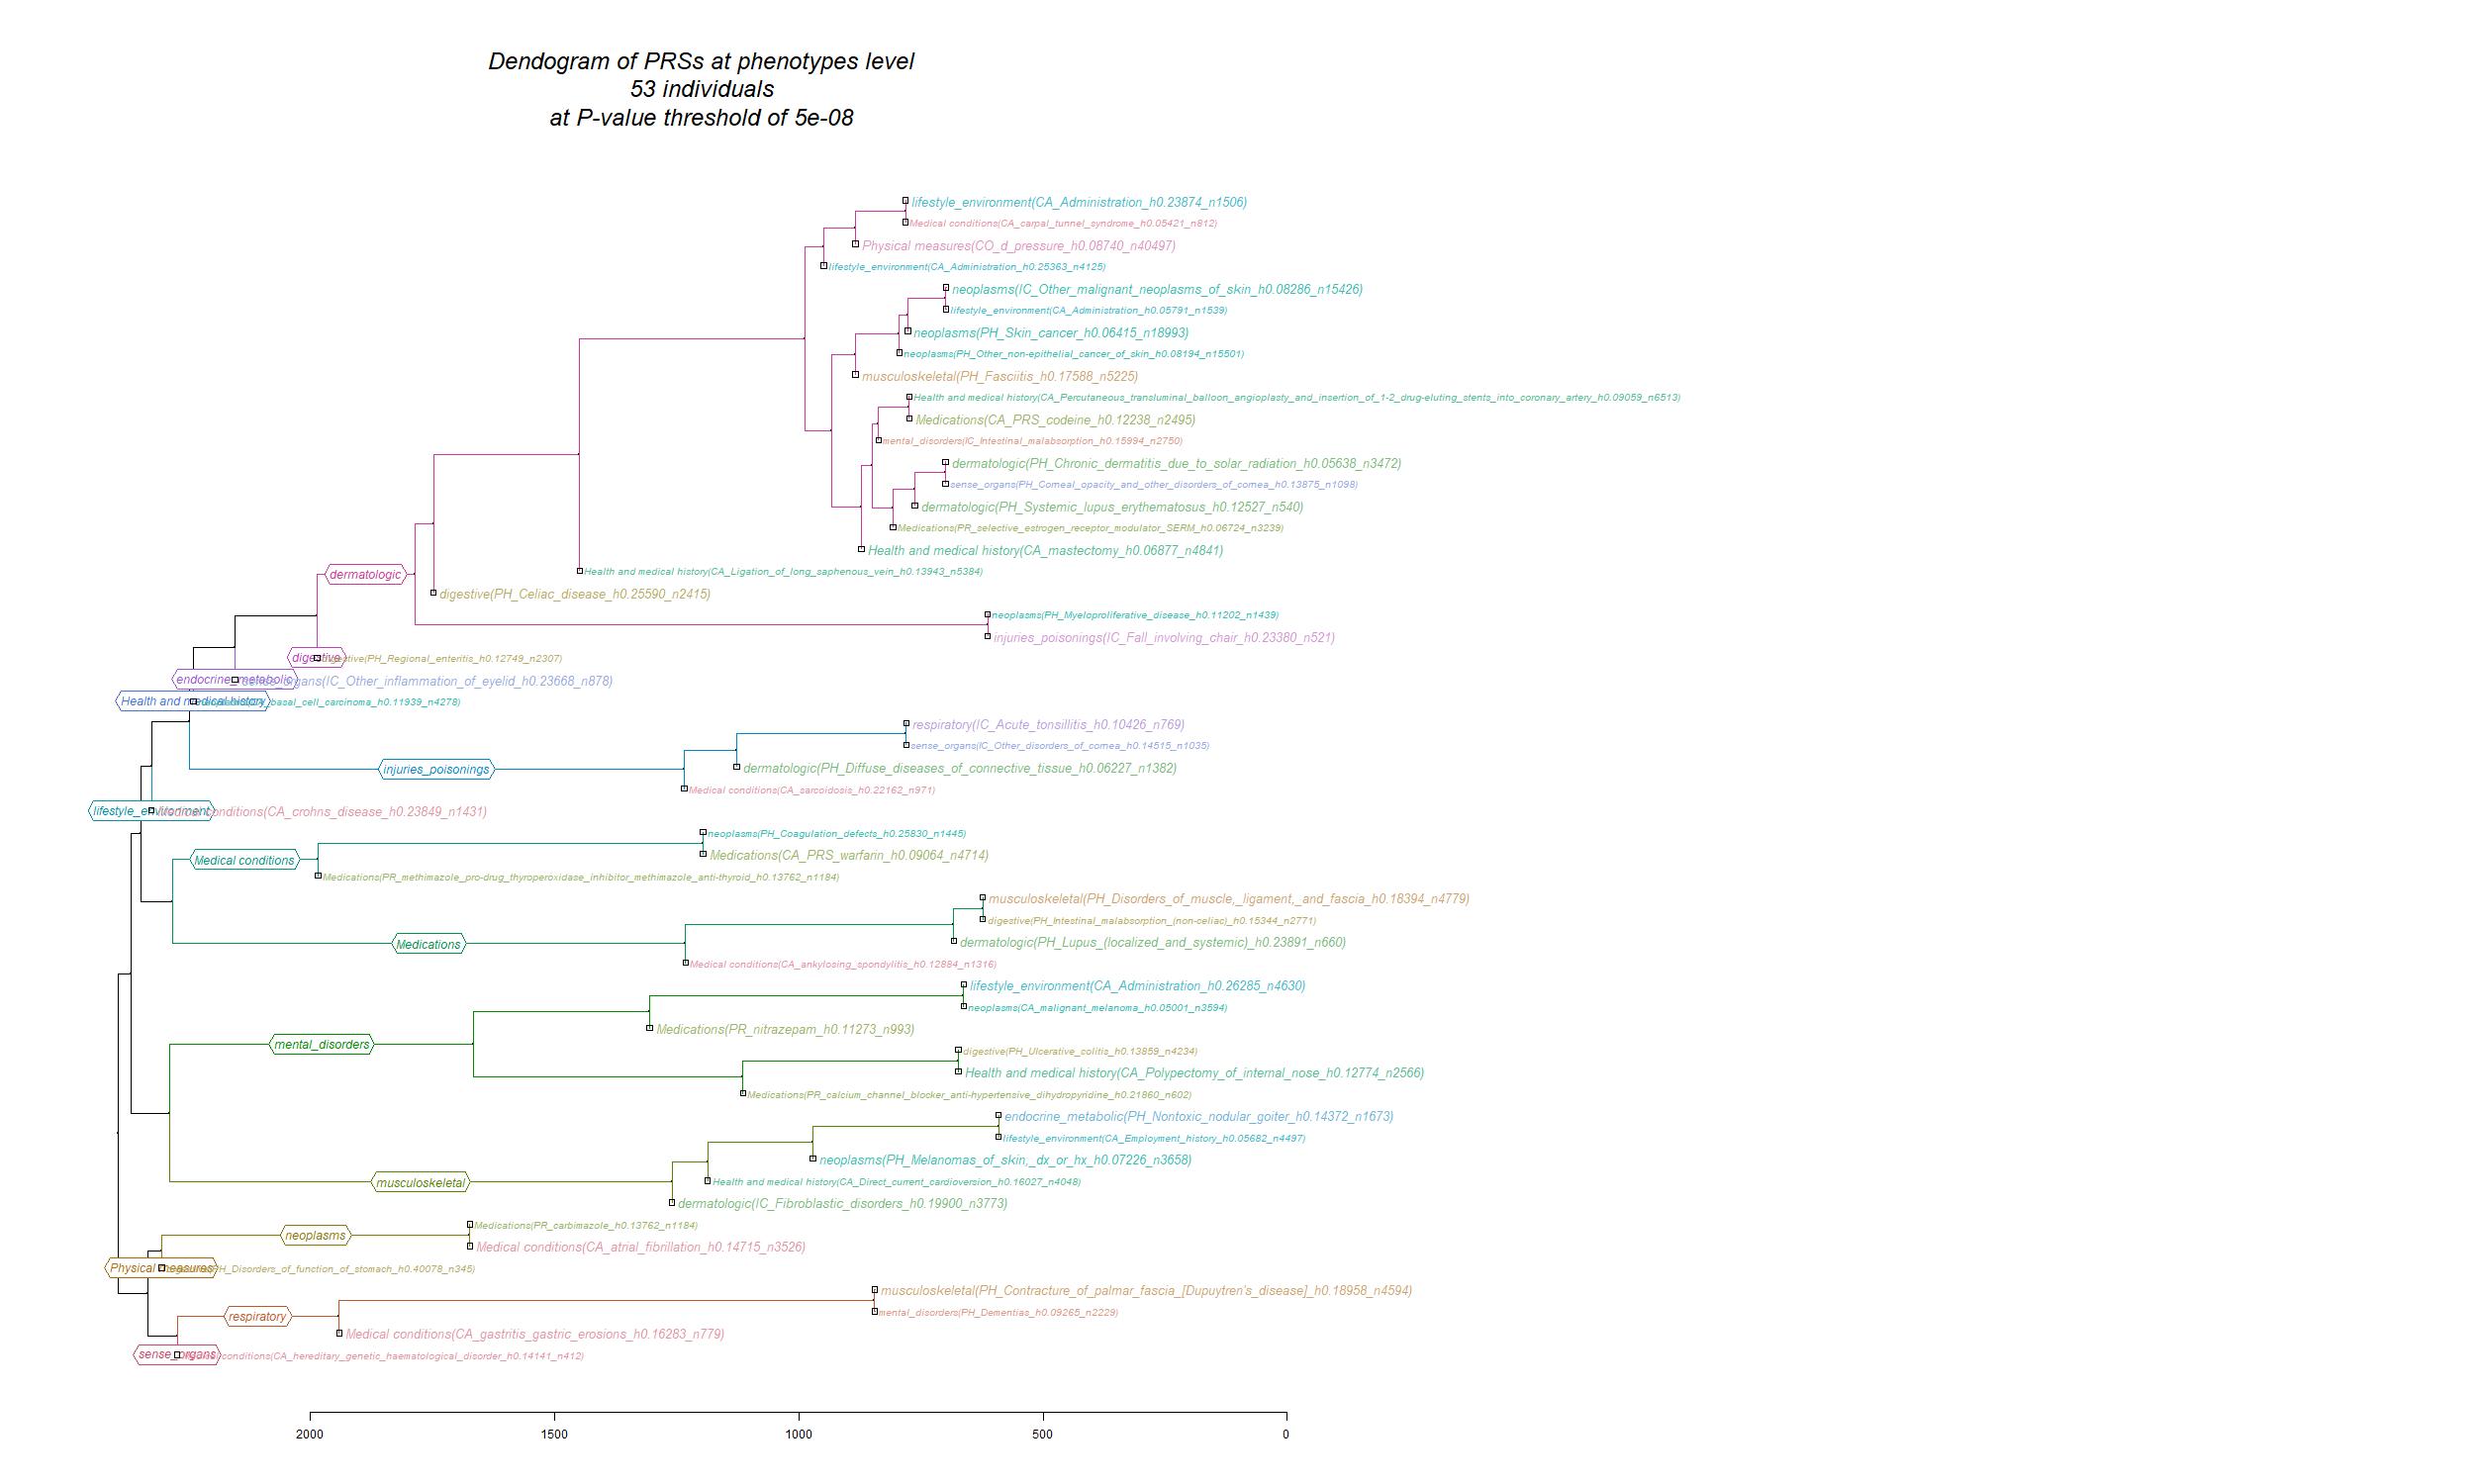 Dendogram of PRSs at phenotypes level
53 individuals
at P-value threshold of 5e-08
lifestyle_environment(CA_Administration_h0.23874_n1506)
Medical conditions(CA_carpal_tunnel_syndrome_h0.05421_n812)
Physical measures(CO_d_pressure_h0.08740_n40497)
lifestyle_environment(CA_Administration_h0.25363_n4125)
neoplasms(IC_Other_malignant_neoplasms_of_skin_h0.08286_n15426)
lifestyle_environment(CA_Administration_h0.05791_n1539)
neoplasms(PH_Skin_cancer_h0.06415_n18993)
neoplasms(PH_Other_non-epithelial_cancer_of_skin_h0.08194_n15501)
musculoskeletal(PH_Fasciitis_h0.17588_n5225)
Health and medical history(CA_Percutaneous_transluminal_balloon_angioplasty_and_insertion_of_1-2_drug-eluting_stents_into_coronary_artery_h0.09059_n6513)
Medications(CA_PRS_codeine_h0.12238_n2495)
mental_disorders(IC_Intestinal_malabsorption_h0.15994_n2750)
dermatologic(PH_Chronic_dermatitis_due_to_solar_radiation_h0.05638_n3472)
sense_organs(PH_Corneal_opacity_and_other_disorders_of_cornea_h0.13875_n1098)
dermatologic(PH_Systemic_lupus_erythematosus_h0.12527_n540)
Medications(PR_selective_estrogen_receptor_modulator_SERM_h0.06724_n3239)
Health and medical history(CA_mastectomy_h0.06877_n4841)
Health and medical history(CA_Ligation_of_long_saphenous_vein_h0.13943_n5384)
dermatologic
digestive(PH_Celiac_disease_h0.25590_n2415)
neoplasms(PH_Myeloproliferative_disease_h0.11202_n1439)
injuries_poisonings(IC_Fall_involving_chair_h0.23380_n521)
digestive digestive(PH_Regional_enteritis_h0.12749_n2307)
endocrine_metabolic sense_organs(IC_Other_inflammation_of_eyelid_h0.23668_n878)
Health and medical history basal_cell_carcinoma_h0.11939_n4278)
respiratory(IC_Acute_tonsillitis_h0.10426_n769)
sense_organs(IC_Other_disorders_of_cornea_h0.14515_n1035)
injuries_poisonings
dermatologic(PH_Diffuse_diseases_of_connective_tissue_h0.06227_n1382)
Medical conditions(CA_sarcoidosis_h0.22162_n971)
lifestyle_environment Medical conditions(CA_crohns_disease_h0.23849_n1431)
neoplasms(PH_Coagulation_defects_h0.25830_n1445)
Medical conditions
Medications(CA_PRS_warfarin_h0.09064_n4714)
Medications(PR_methimazole_pro-drug_thyroperoxidase_inhibitor_methimazole_anti-thyroid_h0.13762_n1184)
musculoskeletal(PH_Disorders_of_muscle,_ligament,_and_fascia_h0.18394_n4779)
digestive(PH_Intestinal_malabsorption_(non-celiac)_h0.15344_n2771)
Medications
dermatologic(PH_Lupus_(localized_and_systemic)_h0.23891_n660)
Medical conditions(CA_ankylosing_spondylitis_h0.12884_n1316)
lifestyle_environment(CA_Administration_h0.26285_n4630)
neoplasms(CA_malignant_melanoma_h0.05001_n3594)
Medications(PR_nitrazepam_h0.11273_n993)
mental_disorders
digestive(PH_Ulcerative_colitis_h0.13859_n4234)
Health and medical history(CA_Polypectomy_of_internal_nose_h0.12774_n2566)
Medications(PR_calcium_channel_blocker_anti-hypertensive_dihydropyridine_h0.21860_n602)
endocrine_metabolic(PH_Nontoxic_nodular_goiter_h0.14372_n1673)
lifestyle_environment(CA_Employment_history_h0.05682_n4497)
neoplasms(PH_Melanomas_of_skin,_dx_or_hx_h0.07226_n3658)
musculoskeletal
Health and medical history(CA_Direct_current_cardioversion_h0.16027_n4048)
dermatologic(IC_Fibroblastic_disorders_h0.19900_n3773)
Medications(PR_carbimazole_h0.13762_n1184)
neoplasms
Medical conditions(CA_atrial_fibrillation_h0.14715_n3526)
Physical measures (PH_Disorders_of_function_of_stomach_h0.40078_n345)
musculoskeletal(PH_Contracture_of_palmar_fascia_[Dupuytren's_disease]_h0.18958_n4594)
mental_disorders(PH_Dementias_h0.09265_n2229)
respiratory
Medical conditions(CA_gastritis_gastric_erosions_h0.16283_n779)
sense_organs conditions(CA_hereditary_genetic_haematological_disorder_h0.14141_n412)
2000 1500 1000 500 0